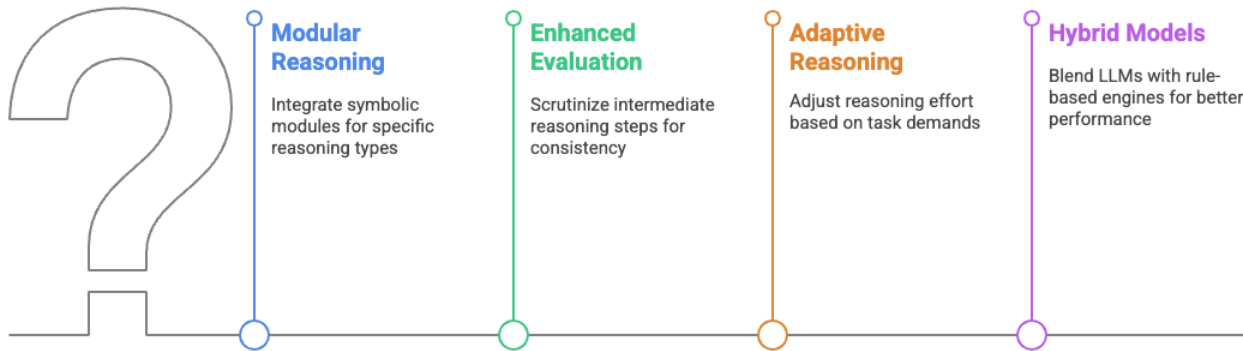 Modular
Reasoning
Integrate symbolic
modules for specific
reasoning types
Enhanced
Evaluation
Scrutinize intermediate
reasoning steps for
consistency
Adaptive
Reasoning
Adjust reasoning effort
based on task demands
Hybrid Models
Blend LLMs with rule-
based engines for better
performance